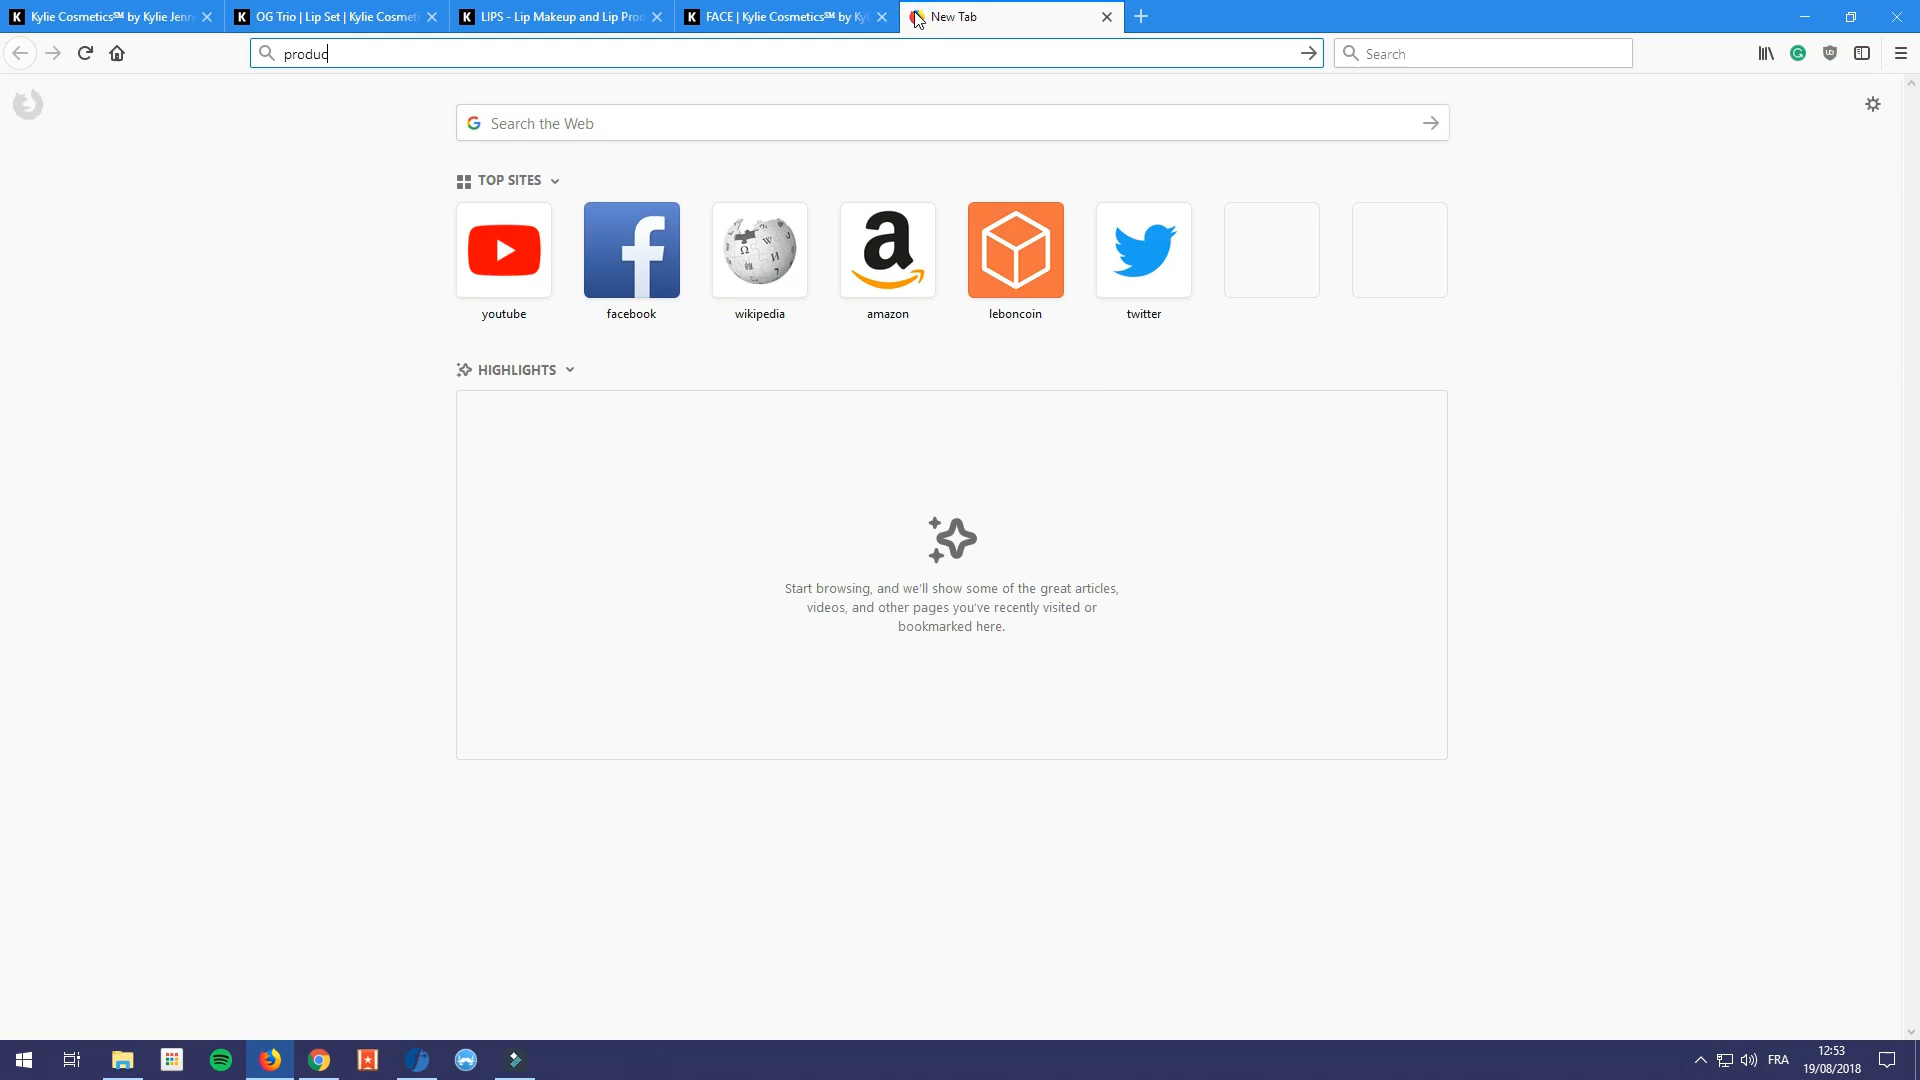 Kylie Cosmetics℠ by Kylie Jenn
OG Trio | Lip Set | Kylie Cosmet
LIPS - Lip Makeup and Lip Prod
FACE | Kylie Cosmetics℠ by Kyl
New Tab
produc
Search
Search the Web
TOP SITES
youtube
facebook
wikipedia
amazon
leboncoin
twitter
HIGHLIGHTS
Start browsing, and we'll show some of the great articles,
videos, and other pages you've recently visited or
bookmarked here.
FRA
12:53
19/08/2018